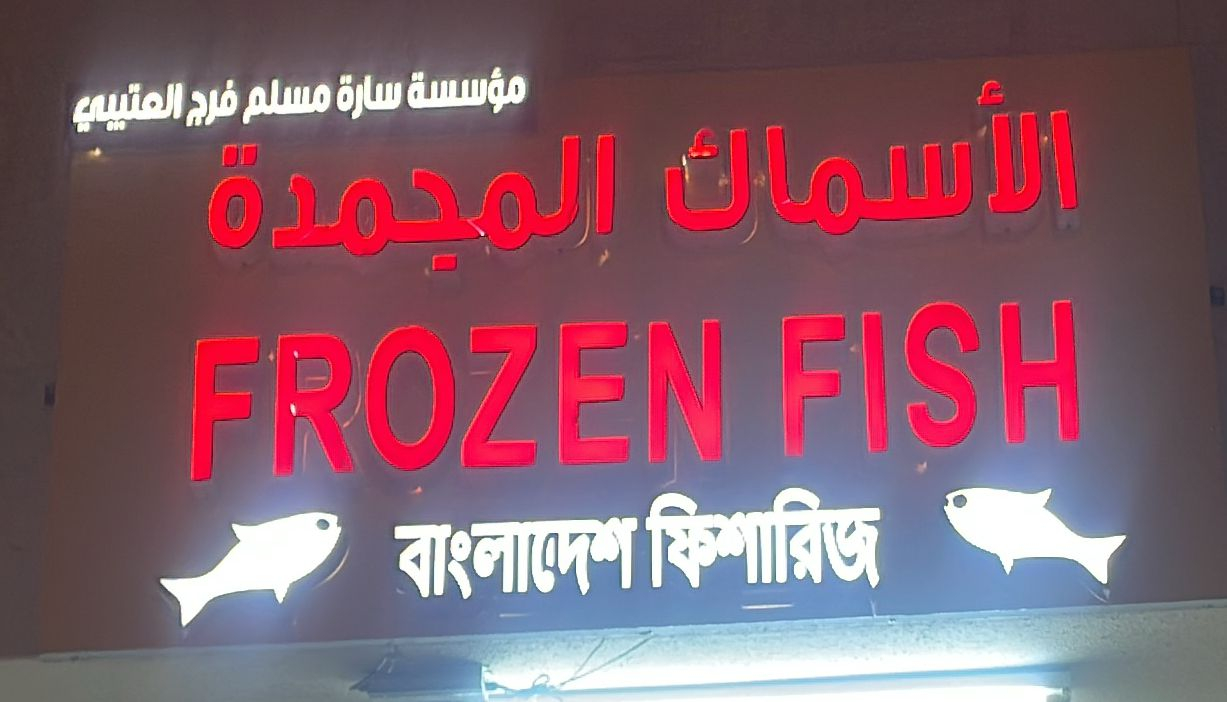 مؤسسة سارة مسلم فرج العتيبي
الأسماك المجمدة
FROZEN FISH
বাংলাদেশ ফিশারিজ